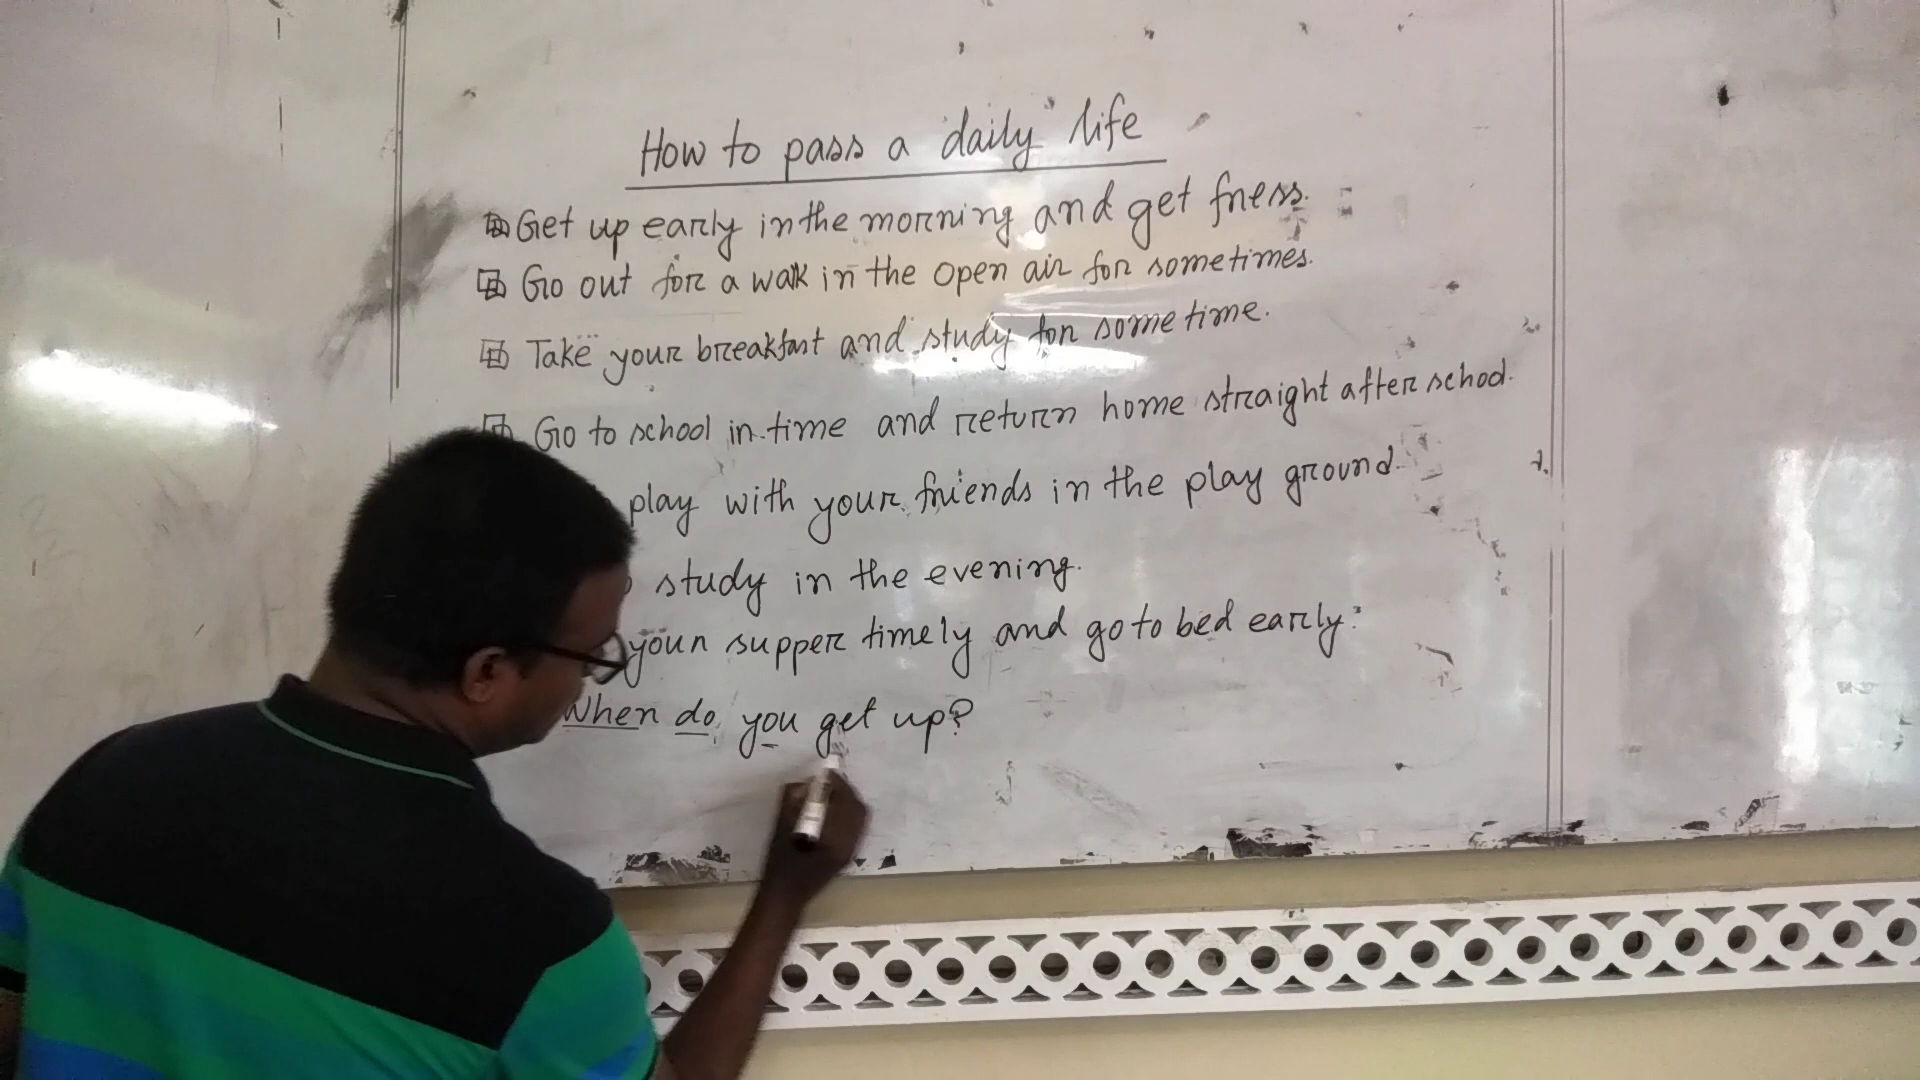 How to pass a "daily" life
Get up early in the morning and get fress.
Go out for a walk in the open air for sometimes.
Take your breakfast and study for some time.
Go to school in time and return home straight after school.
play with your friends in the play ground
study in the evening.
your supper timely and go to bed early.
When do you get up?